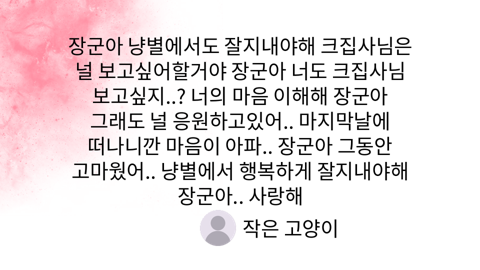 장군아 냥별에서도 잘지내야해 크집사님은
널 보고싶어할거야 장군아 너도 크집사님
보고싶지..? 너의 마음 이해해 장군아
그래도 널 응원하고있어.. 마지막날에
떠나니깐 마음이 아파.. 장군아 그동안
고마웠어.. 냥별에서 행복하게 잘지내야해
장군아.. 사랑해
작은 고양이